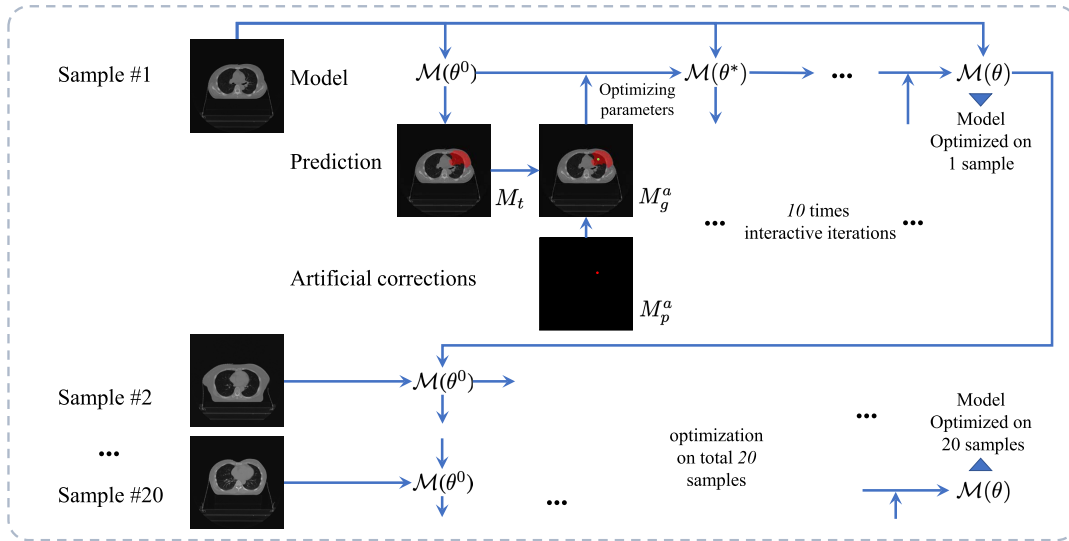 Sample #1
Model
𝓜(θ⁰)
𝓜(θ*)
...
𝓜(θ)
Optimizing
parameters
Model
Optimized on
1 sample
Prediction
M_t
M_g^a
...
10 times
interactive iterations
...
Artificial corrections
M_p^a
Sample #2
𝓜(θ⁰)
...
Model
Optimized on
20 samples
...
optimization
on total 20
samples
Sample #20
𝓜(θ⁰)
...
𝓜(θ)